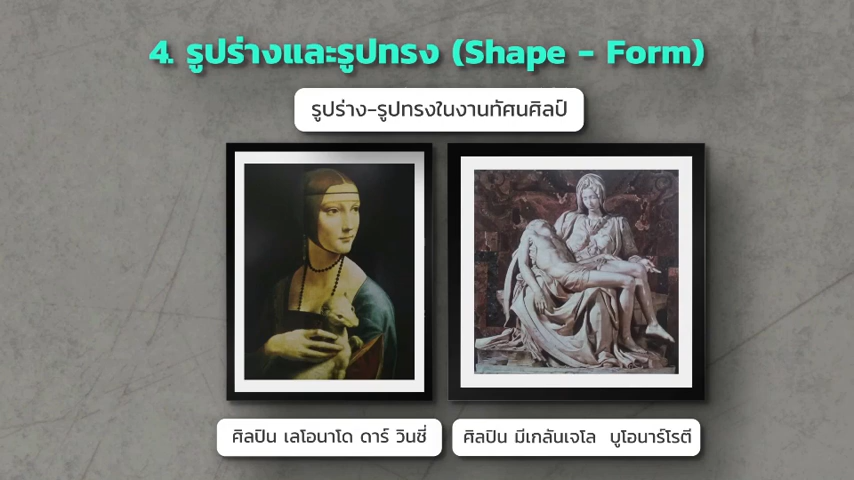 4. รูปร่างและรูปทรง (Shape - Form)
รูปร่าง-รูปทรงในงานทัศนศิลป์
ศิลปิน เลโอนาโด ดาร์ วินชี่
ศิลปิน มีเกลันเจโล บูโอนาร์โรตี